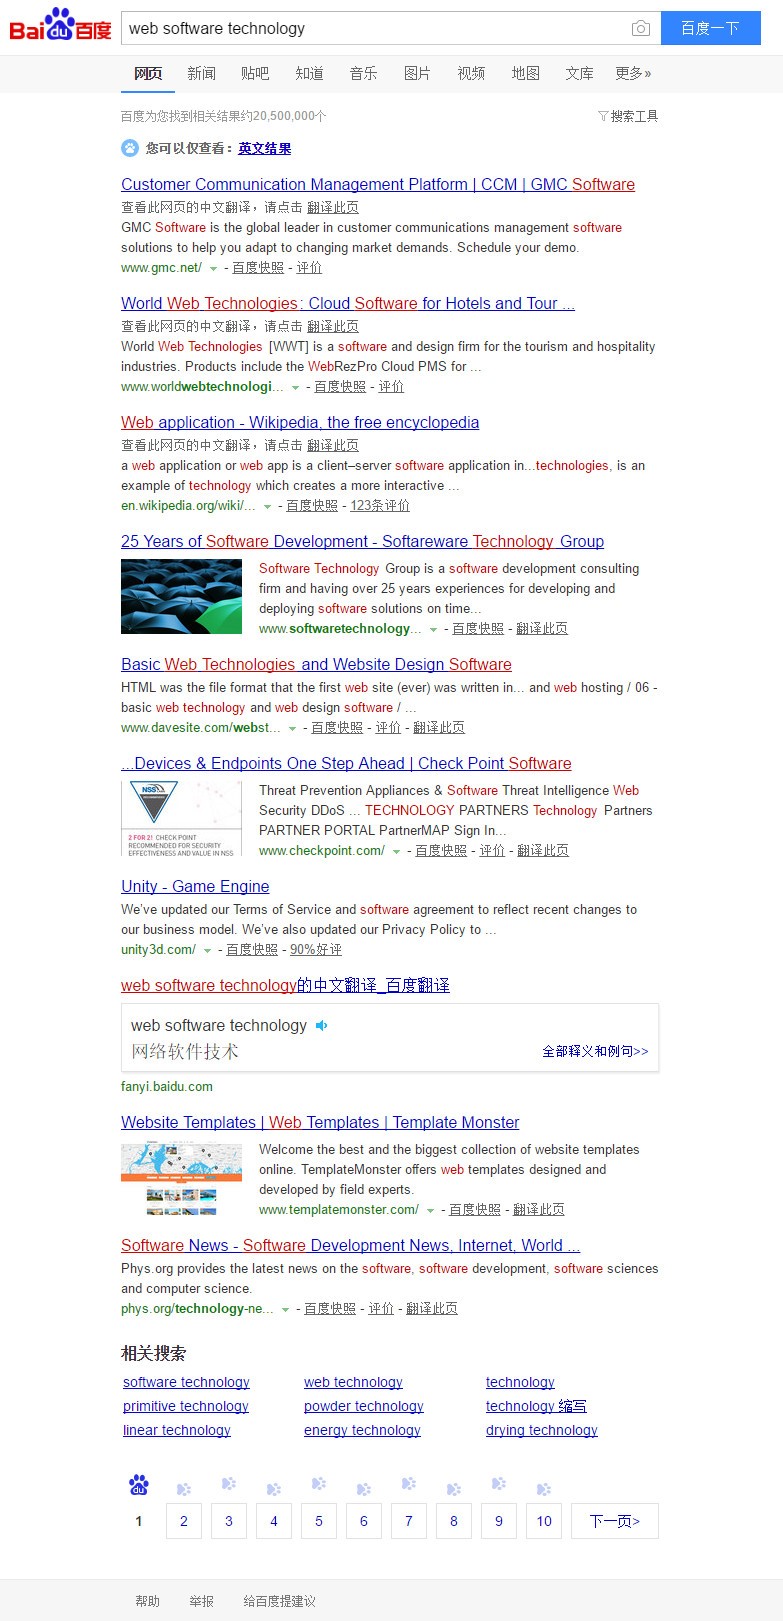 Bai du 百度
web software technology
百度一下
网页 新闻 贴吧 知道 音乐 图片 视频 地图 文库 更多»
百度为您找到相关结果约20,500,000个
搜索工具
您可以仅查看：英文结果
Customer Communication Management Platform | CCM | GMC Software
查看此网页的中文翻译，请点击 翻译此页
GMC Software is the global leader in customer communications management software
solutions to help you adapt to changing market demands. Schedule your demo.
www.gmc.net/ - 百度快照 - 评价
World Web Technologies: Cloud Software for Hotels and Tour ...
查看此网页的中文翻译，请点击 翻译此页
World Web Technologies [WWT] is a software and design firm for the tourism and hospitality
industries. Products include the WebRezPro Cloud PMS for ...
www.worldwebtechnologi... - 百度快照 - 评价
Web application - Wikipedia, the free encyclopedia
查看此网页的中文翻译，请点击 翻译此页
a web application or web app is a client–server software application in...technologies, is an
example of technology which creates a more interactive ...
en.wikipedia.org/wiki/... - 百度快照 - 123条评价
25 Years of Software Development - Softareware Technology Group
Software Technology Group is a software development consulting
firm and having over 25 years experiences for developing and
deploying software solutions on time...
www.softwaretechnology... - 百度快照 - 翻译此页
Basic Web Technologies and Website Design Software
HTML was the file format that the first web site (ever) was written in... and web hosting / 06 -
basic web technology and web design software / ...
www.davesite.com/webst... - 百度快照 - 评价 - 翻译此页
...Devices & Endpoints One Step Ahead | Check Point Software
NSS
2 FOR 2! CHECK POINT
RECOMMENDED FOR SECURITY
EFFECTIVENESS AND VALUE IN NSS
Threat Prevention Appliances & Software Threat Intelligence Web
Security DDoS ... TECHNOLOGY PARTNERS Technology Partners
PARTNER PORTAL PartnerMAP Sign In...
www.checkpoint.com/ - 百度快照 - 评价 - 翻译此页
Unity - Game Engine
We've updated our Terms of Service and software agreement to reflect recent changes to
our business model. We've also updated our Privacy Policy to ...
unity3d.com/ - 百度快照 - 90%好评
web software technology的中文翻译_百度翻译
web software technology
网络软件技术
全部释义和例句>>
fanyi.baidu.com
Website Templates | Web Templates | Template Monster
Welcome the best and the biggest collection of website templates
online. TemplateMonster offers web templates designed and
developed by field experts.
www.templatemonster.com/ - 百度快照 - 翻译此页
Software News - Software Development News, Internet, World ...
Phys.org provides the latest news on the software, software development, software sciences
and computer science.
phys.org/technology-ne... - 百度快照 - 评价 - 翻译此页
相关搜索
software technology web technology technology
primitive technology powder technology technology 缩写
linear technology energy technology drying technology
du
1 2 3 4 5 6 7 8 9 10 下一页>
帮助 举报 给百度提建议